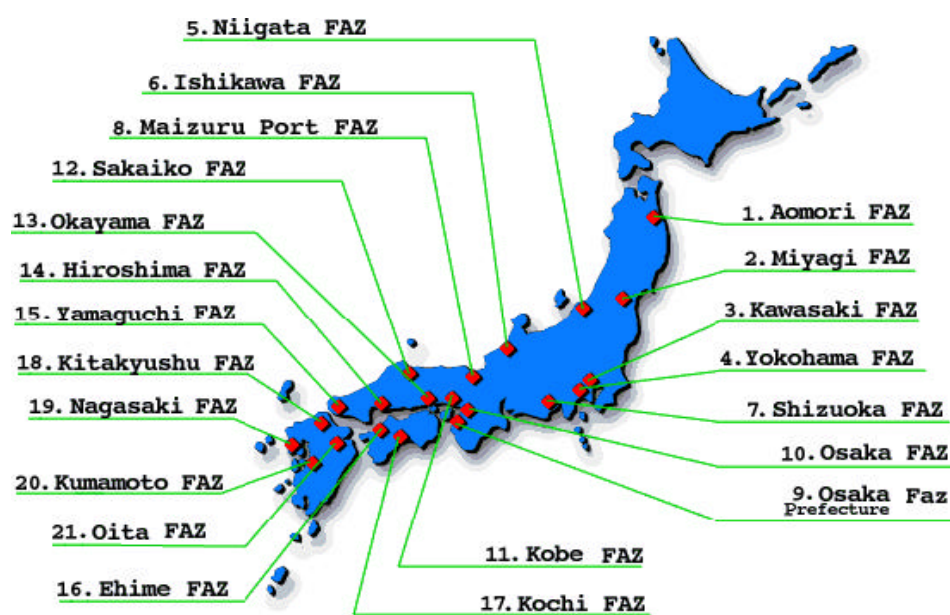 5.Niigata FAZ
6.Ishikawa FAZ
8.Maizuru Port FAZ
12.Sakaiko FAZ
13.Okayama FAZ
14.Hiroshima FAZ
15.Yamaguchi FAZ
18.Kitakyushu FAZ
19.Nagasaki FAZ
20.Kumamoto FAZ
21.Oita FAZ
16.Ehime FAZ
1.Aomori FAZ
2.Miyagi FAZ
3.Kawasaki FAZ
4.Yokohama FAZ
7.Shizuoka FAZ
10.Osaka FAZ
9.Osaka Faz
Prefecture
11.Kobe FAZ
17.Kochi FAZ